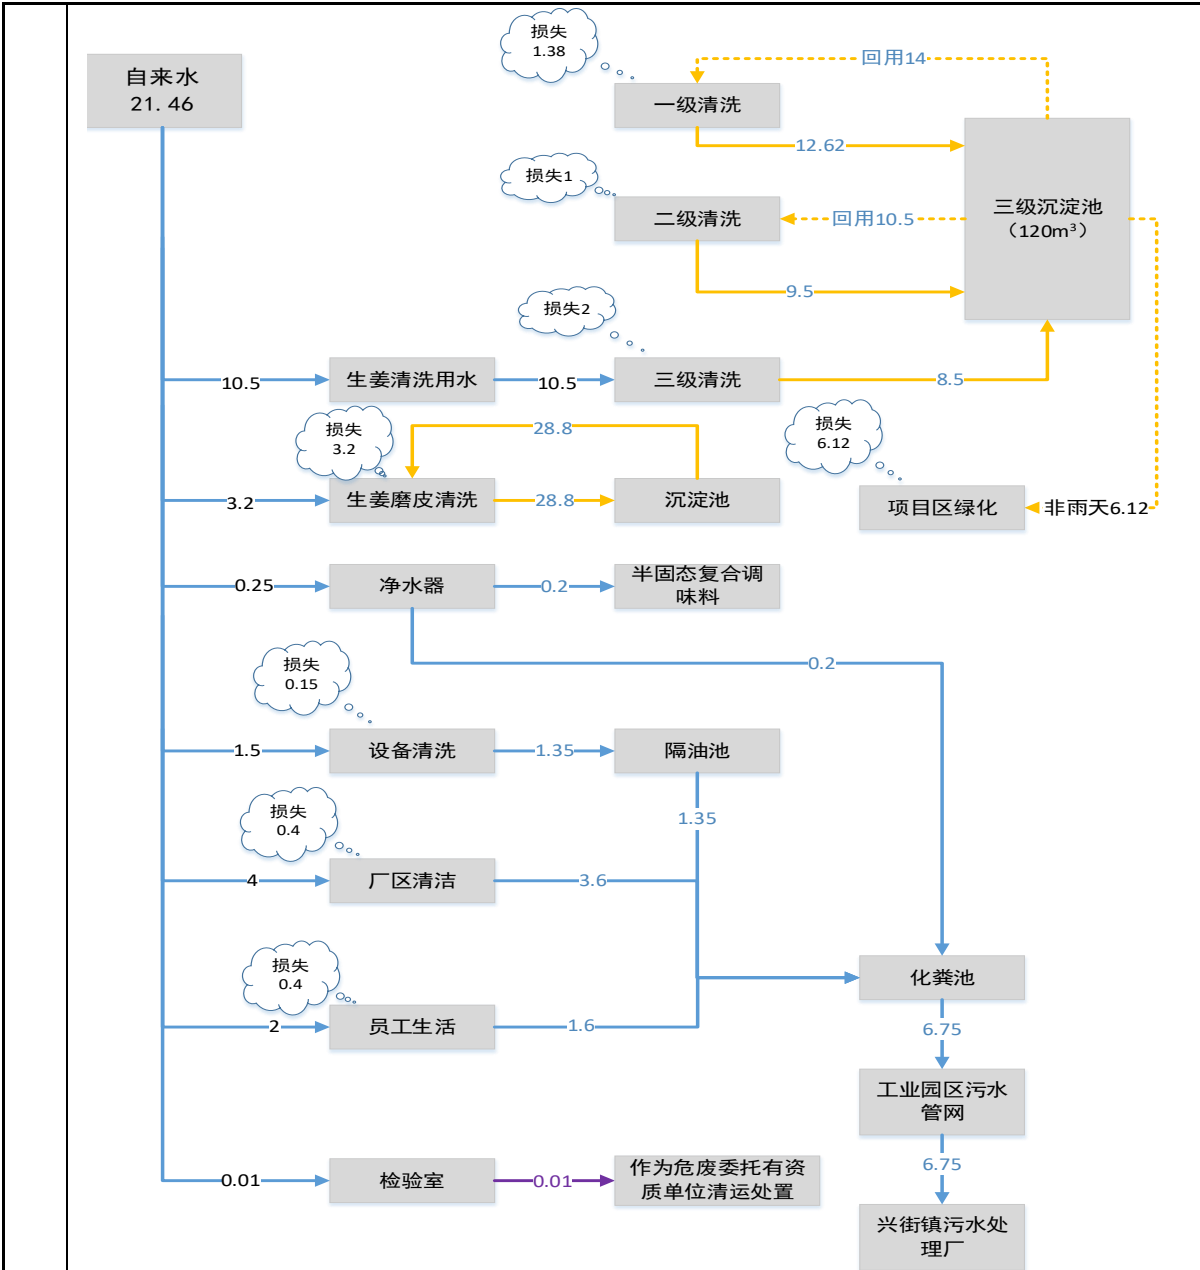 损失
1.38
自来水
21. 46
回用14
一级清洗
12.62
损失1
二级清洗
回用10.5
三级沉淀池
（120m³）
9.5
损失2
10.5
生姜清洗用水
10.5
三级清洗
8.5
损失
3.2
28.8
损失
6.12
3.2
生姜磨皮清洗
28.8
沉淀池
项目区绿化
非雨天6.12
0.25
净水器
0.2
半固态复合调
味料
0.2
损失
0.15
1.5
设备清洗
1.35
隔油池
1.35
损失
0.4
4
厂区清洁
3.6
损失
0.4
化粪池
2
员工生活
1.6
6.75
工业园区污水
管网
6.75
0.01
检验室
0.01
作为危废委托有资
质单位清运处置
兴街镇污水处
理厂